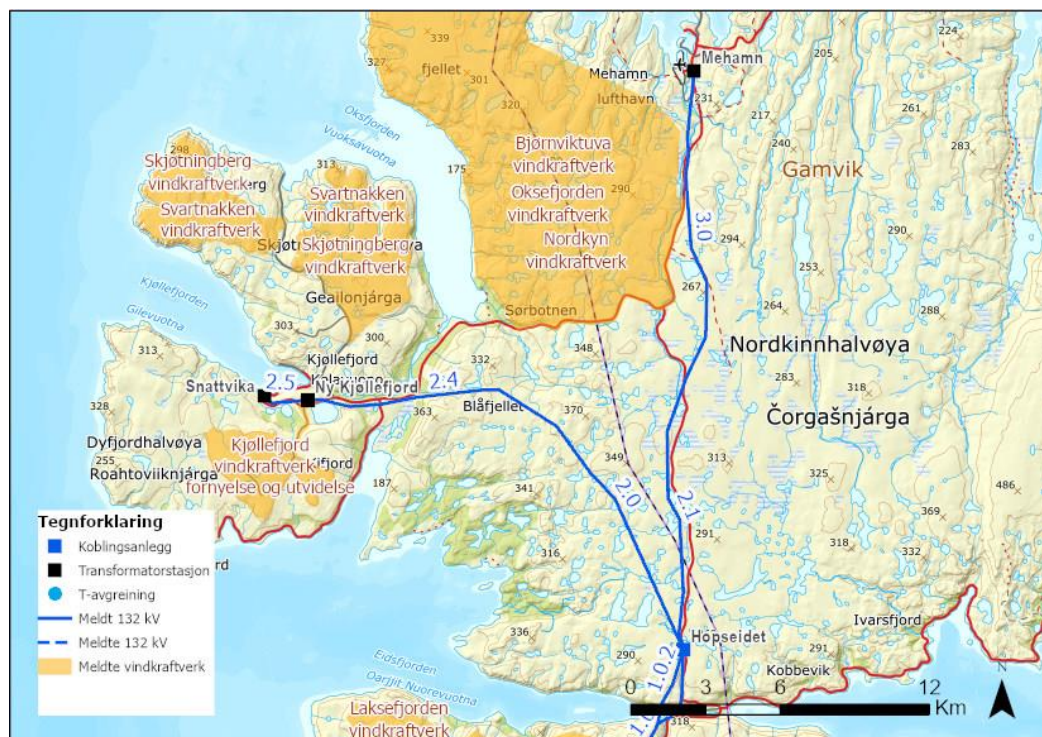 339
327
fjellet
301
320
Mehamn
Mehamn
lufthavn
231
205
224
261
217
240
283
Gamvik
Oksfjorden
Vuoksavuotna
175
Bjørnviktuva
vindkraftverk
Oksefjorden
vindkraftverk
290
Nordkyn
vindkraftverk
298
Skjøtningberg
vindkraftverk
Svartnakken
vindkraftverk
313
Svartnakken
vindkraftverk
Skjøtningberg
vindkraftverk
3.0
294
290
253
267
264
288
Kjøllefjorden
Gilevuotna
Geailonjárga
303
300
Sørbotnen
313
Kjøllefjord
332
348
Nordkinnhalvøya
283
318
Čorgašnjárga
Snattvika
2.5
Ny Kjøllefjord
2.4
Blåfjellet
363
370
328
Dyfjordhalvøya
255
Roahtoviiknjárga
Kjøllefjord
vindkraftverk
fornyelse og utvidelse
187
349
341
2.0
2.1
313
325
486
369
291
318
332
316
Tegnforklaring
Koblingsanlegg
Transformatorstasjon
T-avgreining
Meldt 132 kV
Meldte 132 kV
Meldte vindkraftverk
336
290
Hopseidet
1.0.2
Ivarsfjord
291
Kobbevik
Eidsfjorden
Oarjjit Nuorevuotna
Laksefjorden
vindkraftverk
318
0 3 6 12
Km
N